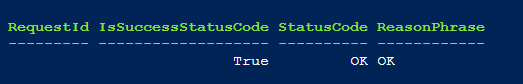 RequestId IsSuccessStatusCode StatusCode ReasonPhrase
--------- ------------------- ---------- ------------
                         True         OK OK